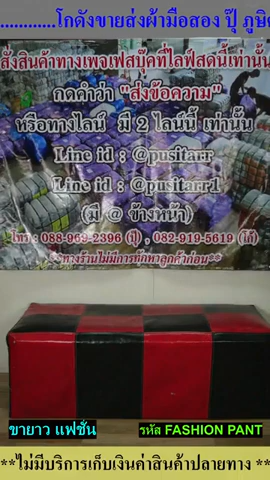 ............โกดังขายส่งผ้ามือสอง ปุ๊ ภูษิต
สั่งสินค้าทางเพจเฟสบุ๊คที่ไลฟ์สดนี้เท่านั้น
กดคำว่า "ส่งข้อความ"
หรือทางไลน์ มี 2 ไลน์นี้ เท่านั้น
Line id : @pusitarr
Line id : @pusitarr1
(มี @ ข้างหน้า)
โทร : 088-969-2396 (ปุ๊) , 082-919-5619 (โต้)
**ทางร้านไม่มีการทักหาลูกค้าก่อน**
ขายาว แฟชั่น
รหัส FASHION PANT
**ไม่มีบริการเก็บเงินค่าสินค้าปลายทาง **